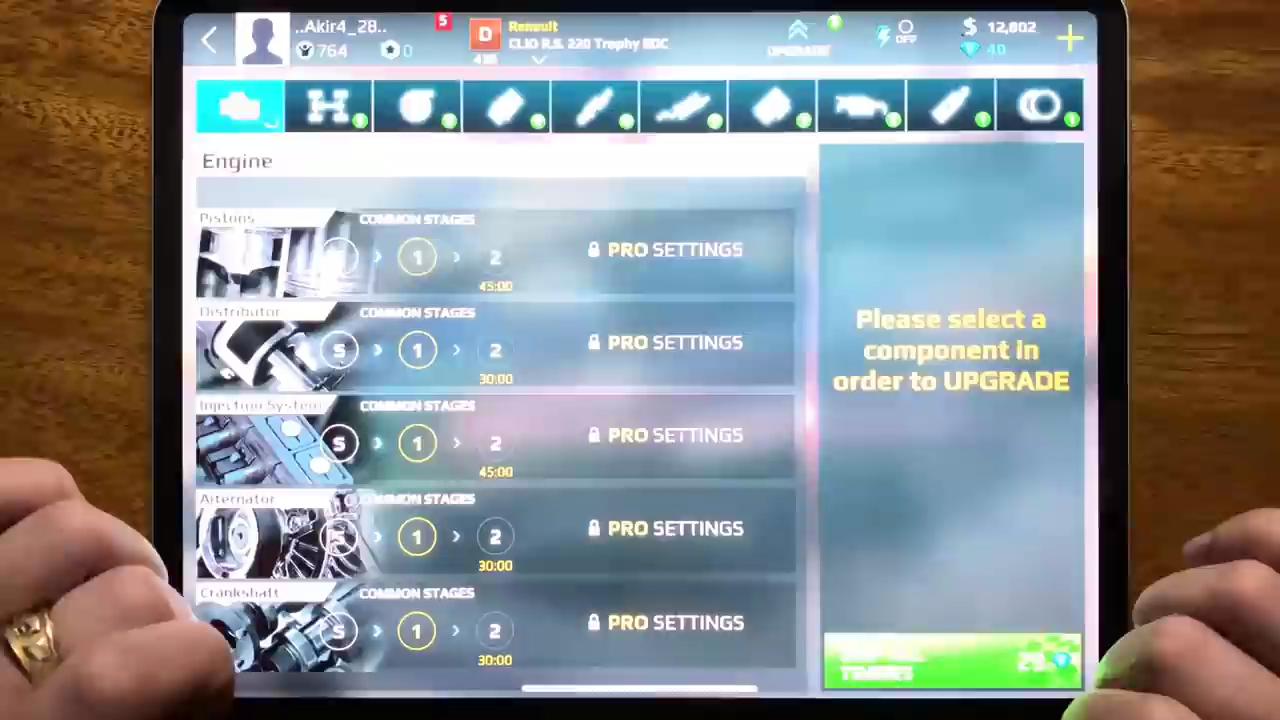 ..Akir4_28..
5
764
0
D
Renault
CLIO R.S. 220 Trophy EDC
UPGRADE
OFF
$ 12,802
40
Engine
Pistons
COMMON STAGES
1 > 2
45:00
PRO SETTINGS
Distributor
COMMON STAGES
S > 1 > 2
30:00
PRO SETTINGS
Injection System
COMMON STAGES
S > 1 > 2
45:00
PRO SETTINGS
Alternator
COMMON STAGES
S > 1 > 2
30:00
PRO SETTINGS
Crankshaft
COMMON STAGES
S > 1 > 2
30:00
PRO SETTINGS
Please select a
component in
order to UPGRADE
TIMERS